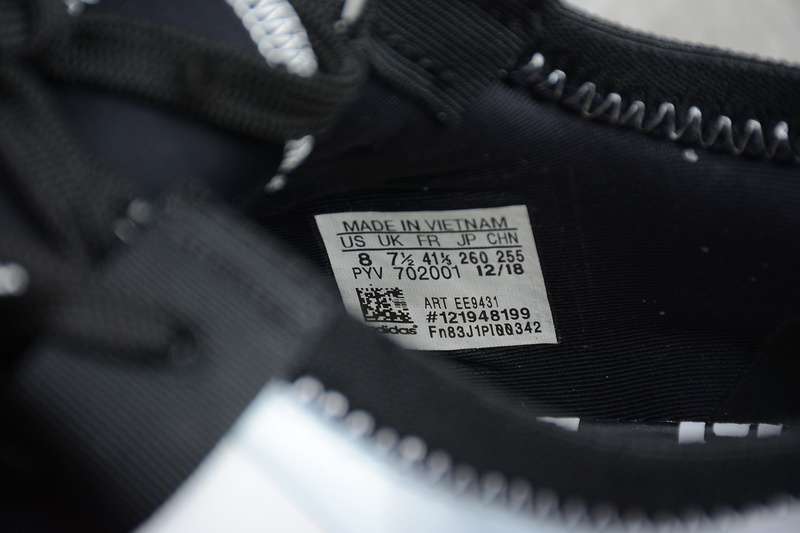 MADE IN VIETNAM
US UK FR JP CHN
8 7½ 41⅓ 260 255
PYV 702001 12/18
ART EE9431
#121948199
adidas
Fn83J1Pl00342